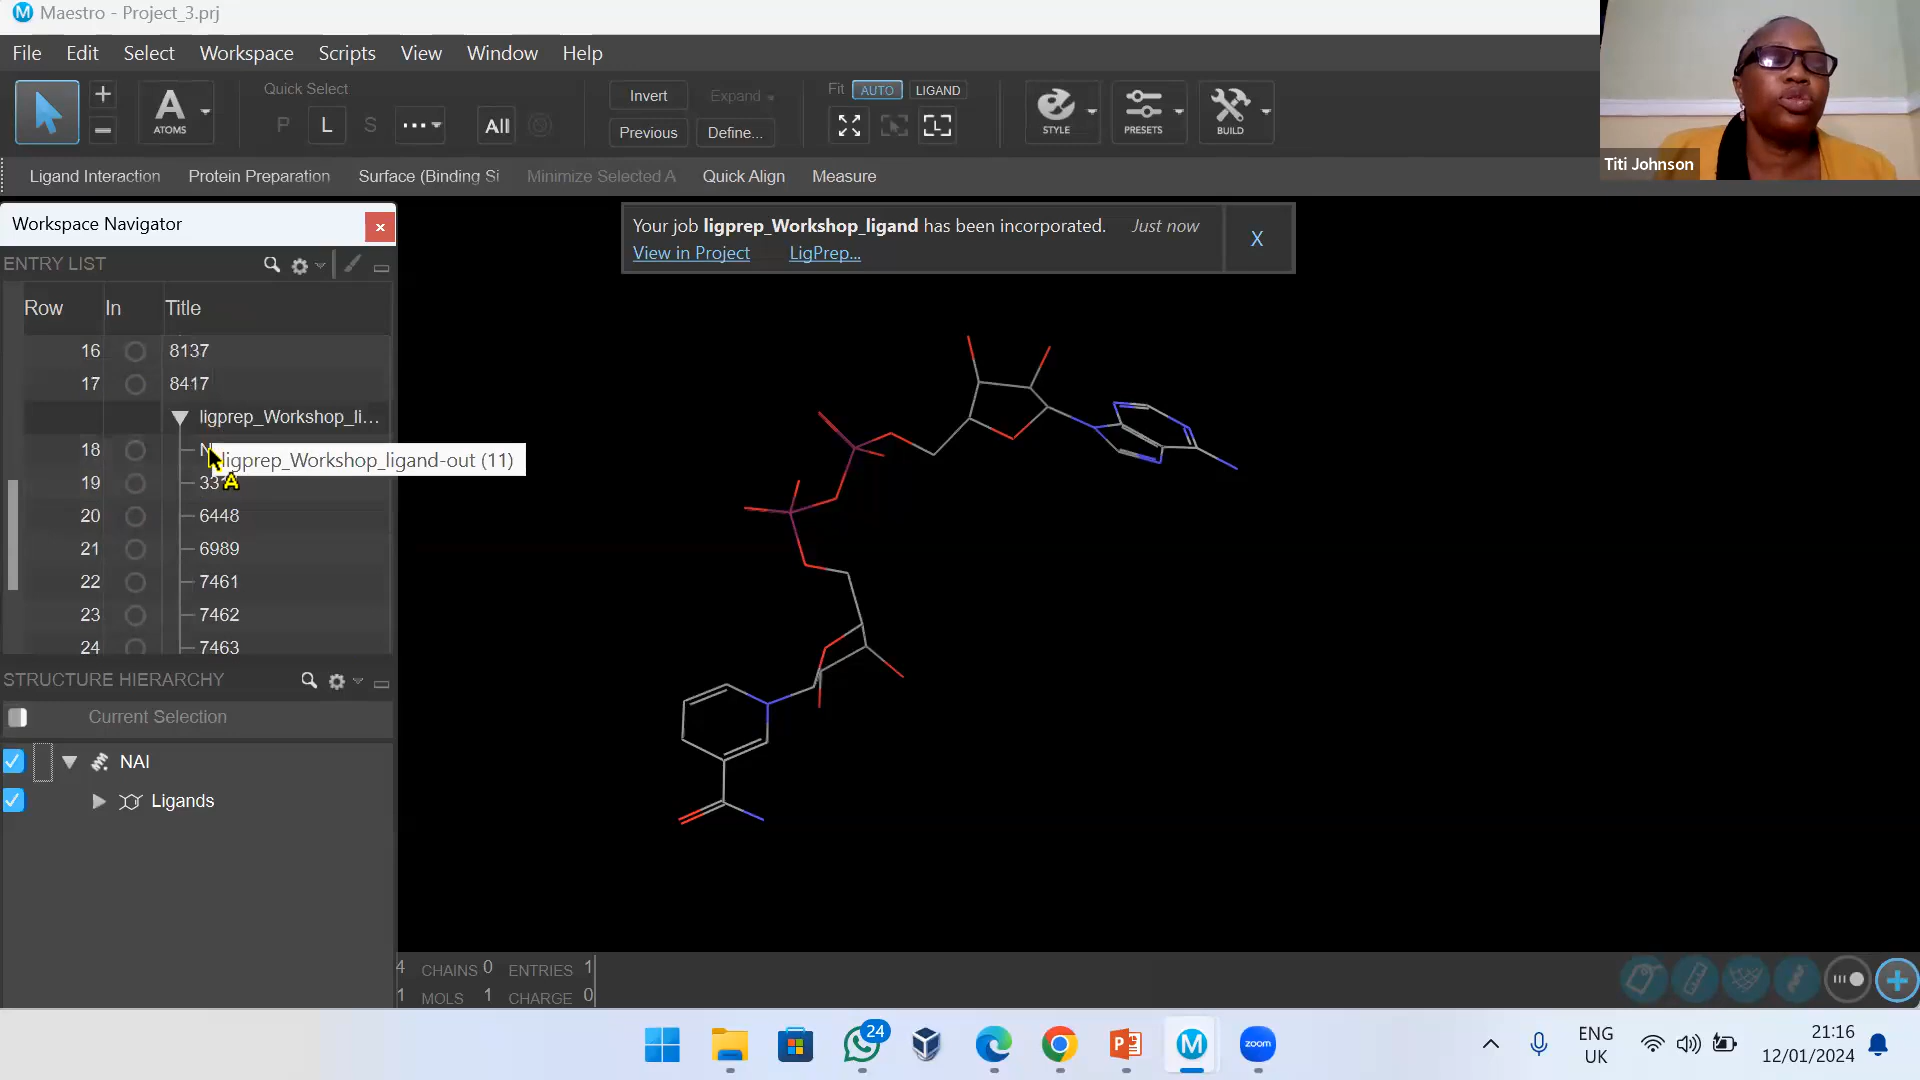 Maestro - Project_3.prj
File Edit Select Workspace Scripts View Window Help
Quick Select
Invert Expand
Fit AUTO LIGAND
ATOMS
P L S ... All
Previous Define...
STYLE PRESETS BUILD
Titi Johnson
Ligand Interaction Protein Preparation Surface (Binding Si Minimize Selected A Quick Align Measure
Workspace Navigator
Your job ligprep_Workshop_ligand has been incorporated. Just now X
View in Project LigPrep...
ENTRY LIST
Row In Title
16 8137
17 8417
ligprep_Workshop_li...
18
ligprep_Workshop_ligand-out (11)
19
20 6448
21 6989
22 7461
23 7462
24 7463
STRUCTURE HIERARCHY
Current Selection
NAI
Ligands
4 CHAINS 0 ENTRIES 1
1 MOLS 1 CHARGE 0
24
zoom
ENG
UK
21:16
12/01/2024